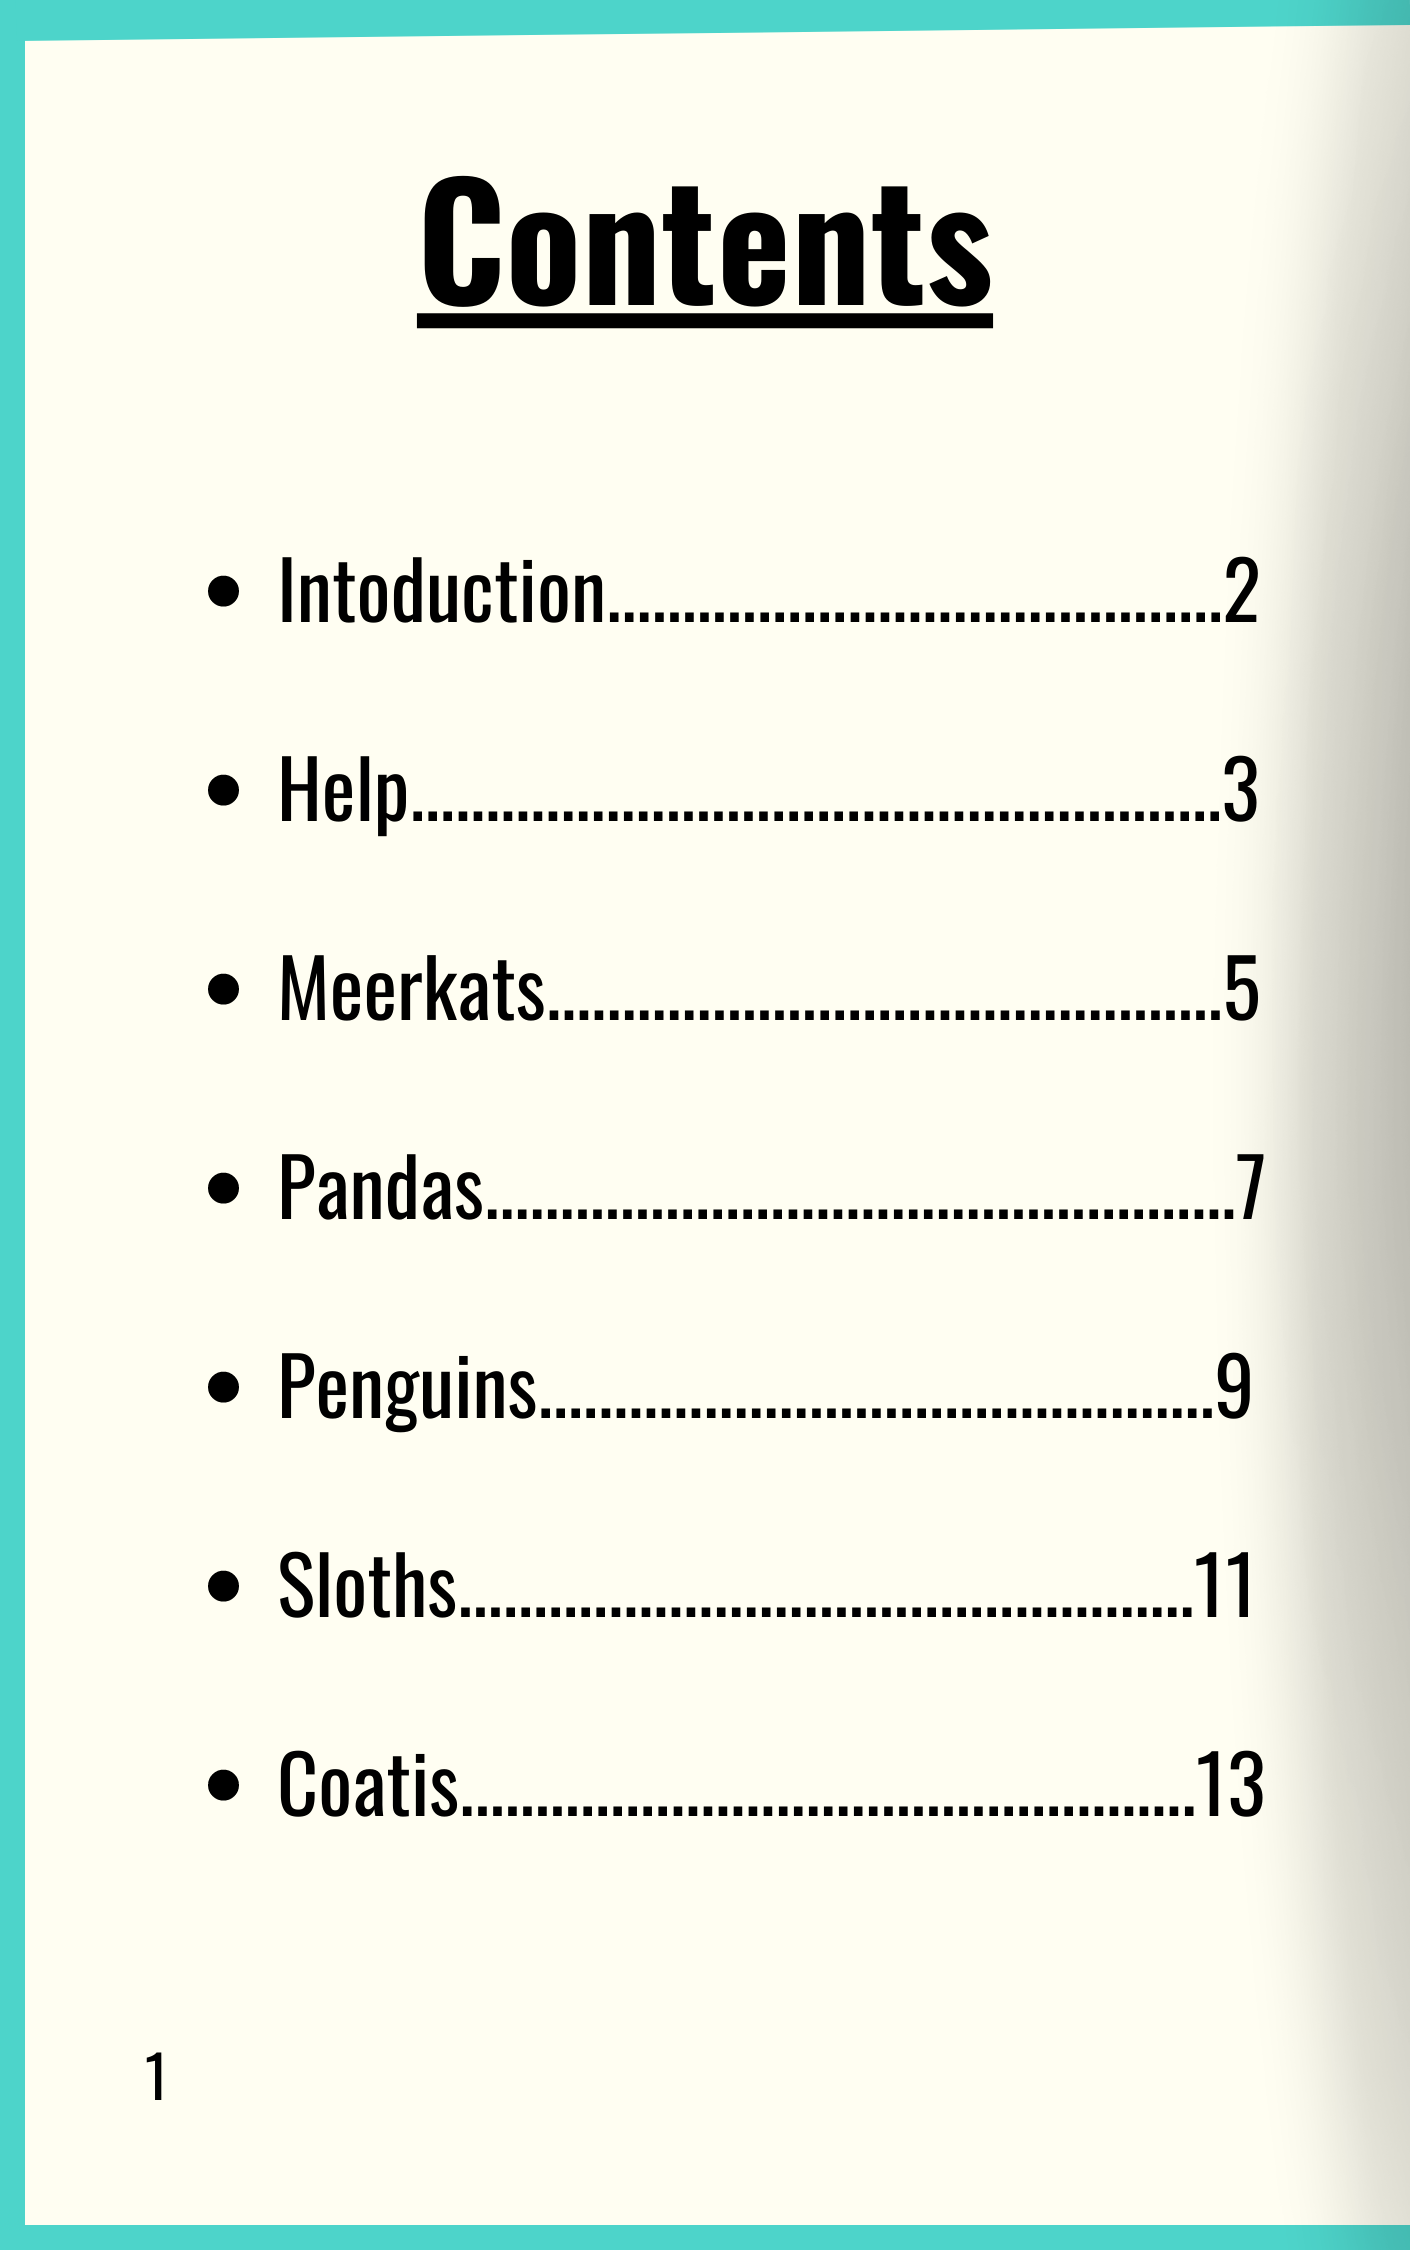 Contents
• Intoduction.........................................2
• Help......................................................3
• Meerkats.............................................5
• Pandas..................................................7
• Penguins.............................................9
• Sloths.................................................11
• Coatis.................................................13
1